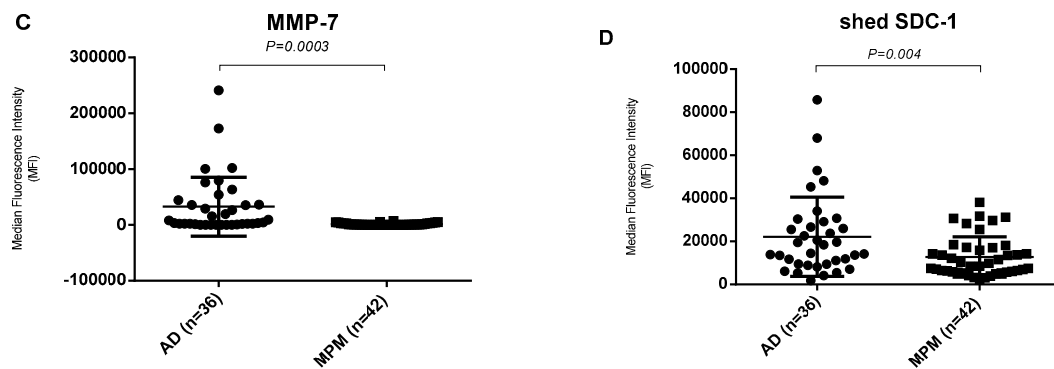 C
MMP-7
P=0.0003
Median Fluorescence Intensity
(MFI)
300000
200000
100000
0
-100000
AD (n=36)
MPM (n=42)
D
shed SDC-1
P=0.004
Median Fluorescence Intensity
(MFI)
100000
80000
60000
40000
20000
0
AD (n=36)
MPM (n=42)